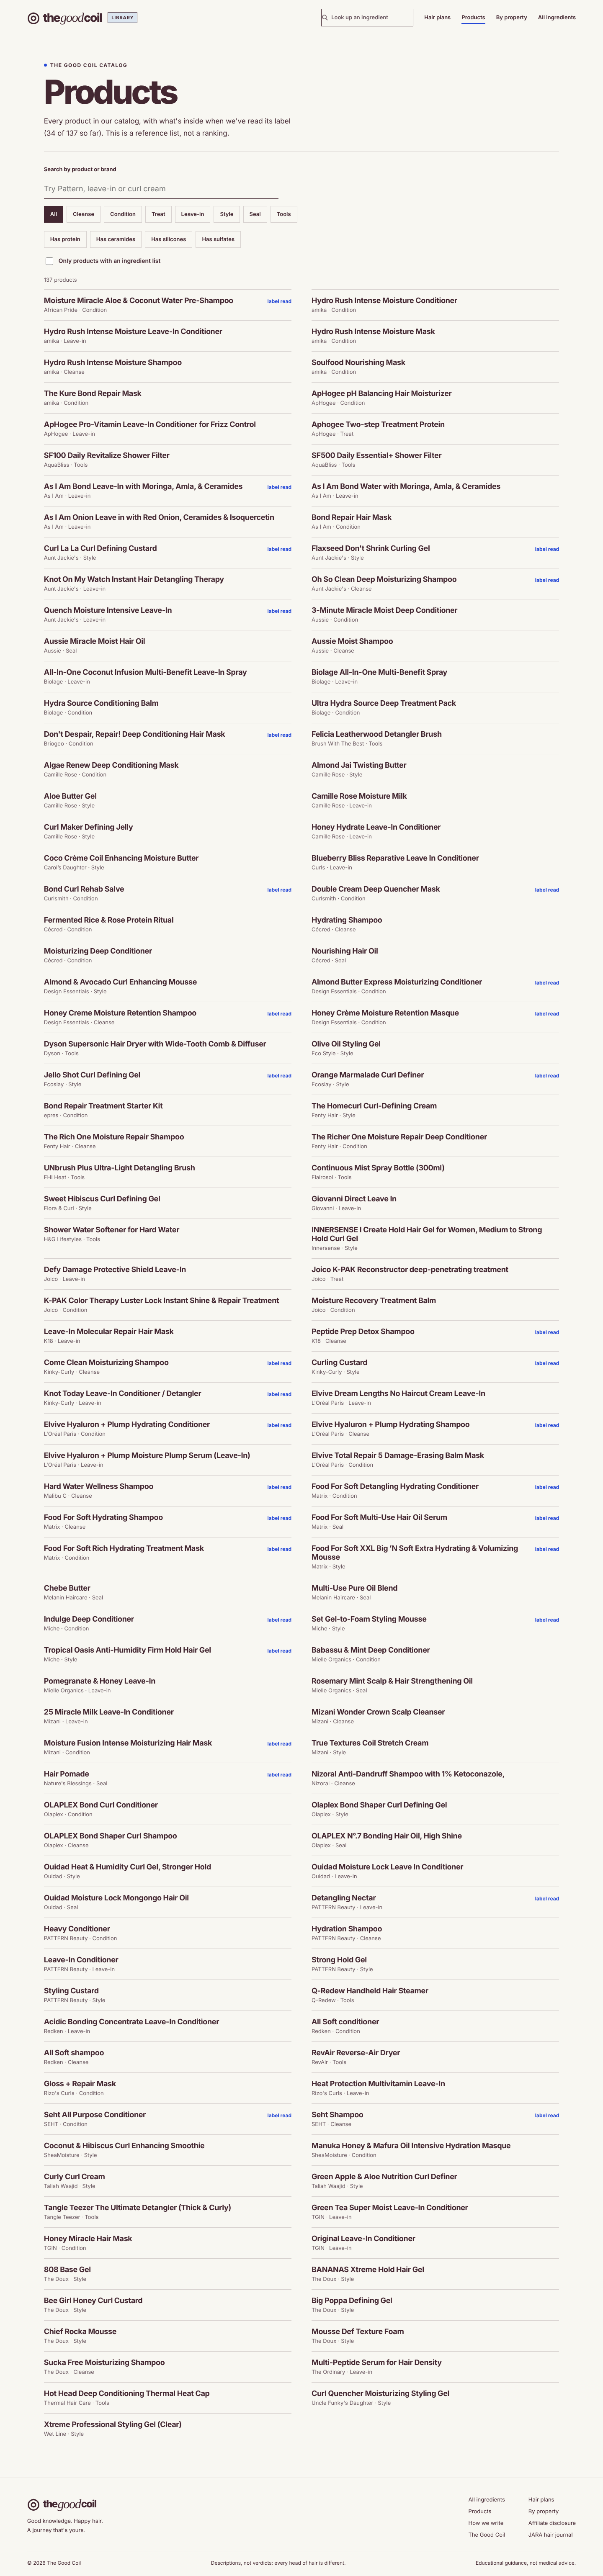 thegoodcoil LIBRARY
Look up an ingredient
Hair plans
Products
By property
All ingredients
THE GOOD COIL CATALOG
Products
Every product in our catalog, with what's inside when we've read its label
(34 of 137 so far). This is a reference list, not a ranking.
Search by product or brand
Try Pattern, leave-in or curl cream
All
Cleanse
Condition
Treat
Leave-in
Style
Seal
Tools
Has protein
Has ceramides
Has silicones
Has sulfates
Only products with an ingredient list
137 products
Moisture Miracle Aloe & Coconut Water Pre-Shampoo
label read
African Pride · Condition
Hydro Rush Intense Moisture Conditioner
amika · Condition
Hydro Rush Intense Moisture Leave-In Conditioner
amika · Leave-in
Hydro Rush Intense Moisture Mask
amika · Condition
Hydro Rush Intense Moisture Shampoo
amika · Cleanse
Soulfood Nourishing Mask
amika · Condition
The Kure Bond Repair Mask
amika · Condition
ApHogee pH Balancing Hair Moisturizer
ApHogee · Condition
ApHogee Pro-Vitamin Leave-In Conditioner for Frizz Control
ApHogee · Leave-in
Aphogee Two-step Treatment Protein
ApHogee · Treat
SF100 Daily Revitalize Shower Filter
AquaBliss · Tools
SF500 Daily Essential+ Shower Filter
AquaBliss · Tools
As I Am Bond Leave-In with Moringa, Amla, & Ceramides
label read
As I Am · Leave-in
As I Am Bond Water with Moringa, Amla, & Ceramides
As I Am · Leave-in
As I Am Onion Leave in with Red Onion, Ceramides & Isoquercetin
As I Am · Leave-in
Bond Repair Hair Mask
As I Am · Condition
Curl La La Curl Defining Custard
label read
Aunt Jackie's · Style
Flaxseed Don't Shrink Curling Gel
label read
Aunt Jackie's · Style
Knot On My Watch Instant Hair Detangling Therapy
Aunt Jackie's · Leave-in
Oh So Clean Deep Moisturizing Shampoo
label read
Aunt Jackie's · Cleanse
Quench Moisture Intensive Leave-In
label read
Aunt Jackie's · Leave-in
3-Minute Miracle Moist Deep Conditioner
Aussie · Condition
Aussie Miracle Moist Hair Oil
Aussie · Seal
Aussie Moist Shampoo
Aussie · Cleanse
All-In-One Coconut Infusion Multi-Benefit Leave-In Spray
Biolage · Leave-in
Biolage All-In-One Multi-Benefit Spray
Biolage · Leave-in
Hydra Source Conditioning Balm
Biolage · Condition
Ultra Hydra Source Deep Treatment Pack
Biolage · Condition
Don't Despair, Repair! Deep Conditioning Hair Mask
label read
Briogeo · Condition
Felicia Leatherwood Detangler Brush
Brush With The Best · Tools
Algae Renew Deep Conditioning Mask
Camille Rose · Condition
Almond Jai Twisting Butter
Camille Rose · Style
Aloe Butter Gel
Camille Rose · Style
Camille Rose Moisture Milk
Camille Rose · Leave-in
Curl Maker Defining Jelly
Camille Rose · Style
Honey Hydrate Leave-In Conditioner
Camille Rose · Leave-in
Coco Crème Coil Enhancing Moisture Butter
Carol's Daughter · Style
Blueberry Bliss Reparative Leave In Conditioner
Curls · Leave-in
Bond Curl Rehab Salve
label read
Curlsmith · Condition
Double Cream Deep Quencher Mask
label read
Curlsmith · Condition
Fermented Rice & Rose Protein Ritual
Cécred · Condition
Hydrating Shampoo
Cécred · Cleanse
Moisturizing Deep Conditioner
Cécred · Condition
Nourishing Hair Oil
Cécred · Seal
Almond & Avocado Curl Enhancing Mousse
Design Essentials · Style
Almond Butter Express Moisturizing Conditioner
label read
Design Essentials · Condition
Honey Creme Moisture Retention Shampoo
label read
Design Essentials · Cleanse
Honey Crème Moisture Retention Masque
label read
Design Essentials · Condition
Dyson Supersonic Hair Dryer with Wide-Tooth Comb & Diffuser
Dyson · Tools
Olive Oil Styling Gel
Eco Style · Style
Jello Shot Curl Defining Gel
label read
Ecoslay · Style
Orange Marmalade Curl Definer
label read
Ecoslay · Style
Bond Repair Treatment Starter Kit
epres · Condition
The Homecurl Curl-Defining Cream
Fenty Hair · Style
The Rich One Moisture Repair Shampoo
Fenty Hair · Cleanse
The Richer One Moisture Repair Deep Conditioner
Fenty Hair · Condition
UNbrush Plus Ultra-Light Detangling Brush
FHI Heat · Tools
Continuous Mist Spray Bottle (300ml)
Flairosol · Tools
Sweet Hibiscus Curl Defining Gel
Flora & Curl · Style
Giovanni Direct Leave In
Giovanni · Leave-in
Shower Water Softener for Hard Water
H&G Lifestyles · Tools
INNERSENSE I Create Hold Hair Gel for Women, Medium to Strong
Hold Curl Gel
Innersense · Style
Defy Damage Protective Shield Leave-In
Joico · Leave-in
Joico K-PAK Reconstructor deep-penetrating treatment
Joico · Treat
K-PAK Color Therapy Luster Lock Instant Shine & Repair Treatment
Joico · Condition
Moisture Recovery Treatment Balm
Joico · Condition
Leave-In Molecular Repair Hair Mask
K18 · Leave-in
Peptide Prep Detox Shampoo
label read
K18 · Cleanse
Come Clean Moisturizing Shampoo
label read
Kinky-Curly · Cleanse
Curling Custard
label read
Kinky-Curly · Style
Knot Today Leave-In Conditioner / Detangler
label read
Kinky-Curly · Leave-in
Elvive Dream Lengths No Haircut Cream Leave-In
L'Oréal Paris · Leave-in
Elvive Hyaluron + Plump Hydrating Conditioner
label read
L'Oréal Paris · Condition
Elvive Hyaluron + Plump Hydrating Shampoo
label read
L'Oréal Paris · Cleanse
Elvive Hyaluron + Plump Moisture Plump Serum (Leave-In)
L'Oréal Paris · Leave-in
Elvive Total Repair 5 Damage-Erasing Balm Mask
L'Oréal Paris · Condition
Hard Water Wellness Shampoo
label read
Malibu C · Cleanse
Food For Soft Detangling Hydrating Conditioner
label read
Matrix · Condition
Food For Soft Hydrating Shampoo
label read
Matrix · Cleanse
Food For Soft Multi-Use Hair Oil Serum
label read
Matrix · Seal
Food For Soft Rich Hydrating Treatment Mask
label read
Matrix · Condition
Food For Soft XXL Big 'N Soft Extra Hydrating & Volumizing
Mousse
label read
Matrix · Style
Chebe Butter
Melanin Haircare · Seal
Multi-Use Pure Oil Blend
Melanin Haircare · Seal
Indulge Deep Conditioner
label read
Miche · Condition
Set Gel-to-Foam Styling Mousse
label read
Miche · Style
Tropical Oasis Anti-Humidity Firm Hold Hair Gel
label read
Miche · Style
Babassu & Mint Deep Conditioner
Mielle Organics · Condition
Pomegranate & Honey Leave-In
Mielle Organics · Leave-in
Rosemary Mint Scalp & Hair Strengthening Oil
Mielle Organics · Seal
25 Miracle Milk Leave-In Conditioner
Mizani · Leave-in
Mizani Wonder Crown Scalp Cleanser
Mizani · Cleanse
Moisture Fusion Intense Moisturizing Hair Mask
label read
Mizani · Condition
True Textures Coil Stretch Cream
Mizani · Style
Hair Pomade
label read
Nature's Blessings · Seal
Nizoral Anti-Dandruff Shampoo with 1% Ketoconazole,
Nizoral · Cleanse
OLAPLEX Bond Curl Conditioner
Olaplex · Condition
Olaplex Bond Shaper Curl Defining Gel
Olaplex · Style
OLAPLEX Bond Shaper Curl Shampoo
Olaplex · Cleanse
OLAPLEX Nº.7 Bonding Hair Oil, High Shine
Olaplex · Seal
Ouidad Heat & Humidity Curl Gel, Stronger Hold
Ouidad · Style
Ouidad Moisture Lock Leave In Conditioner
Ouidad · Leave-in
Ouidad Moisture Lock Mongongo Hair Oil
Ouidad · Seal
Detangling Nectar
label read
PATTERN Beauty · Leave-in
Heavy Conditioner
PATTERN Beauty · Condition
Hydration Shampoo
PATTERN Beauty · Cleanse
Leave-In Conditioner
PATTERN Beauty · Leave-in
Strong Hold Gel
PATTERN Beauty · Style
Styling Custard
PATTERN Beauty · Style
Q-Redew Handheld Hair Steamer
Q-Redew · Tools
Acidic Bonding Concentrate Leave-In Conditioner
Redken · Leave-in
All Soft conditioner
Redken · Condition
All Soft shampoo
Redken · Cleanse
RevAir Reverse-Air Dryer
RevAir · Tools
Gloss + Repair Mask
Rizo's Curls · Condition
Heat Protection Multivitamin Leave-In
Rizo's Curls · Leave-in
Seht All Purpose Conditioner
label read
SEHT · Condition
Seht Shampoo
label read
SEHT · Cleanse
Coconut & Hibiscus Curl Enhancing Smoothie
SheaMoisture · Style
Manuka Honey & Mafura Oil Intensive Hydration Masque
SheaMoisture · Condition
Curly Curl Cream
Taliah Waajid · Style
Green Apple & Aloe Nutrition Curl Definer
Taliah Waajid · Style
Tangle Teezer The Ultimate Detangler (Thick & Curly)
Tangle Teezer · Tools
Green Tea Super Moist Leave-In Conditioner
TGIN · Leave-in
Honey Miracle Hair Mask
TGIN · Condition
Original Leave-In Conditioner
TGIN · Leave-in
808 Base Gel
The Doux · Style
BANANAS Xtreme Hold Hair Gel
The Doux · Style
Bee Girl Honey Curl Custard
The Doux · Style
Big Poppa Defining Gel
The Doux · Style
Chief Rocka Mousse
The Doux · Style
Mousse Def Texture Foam
The Doux · Style
Sucka Free Moisturizing Shampoo
The Doux · Cleanse
Multi-Peptide Serum for Hair Density
The Ordinary · Leave-in
Hot Head Deep Conditioning Thermal Heat Cap
Thermal Hair Care · Tools
Curl Quencher Moisturizing Styling Gel
Uncle Funky's Daughter · Style
Xtreme Professional Styling Gel (Clear)
Wet Line · Style
thegoodcoil
Good knowledge. Happy hair.
A journey that's yours.
All ingredients
Products
How we write
The Good Coil
Hair plans
By property
Affiliate disclosure
JARA hair journal
© 2026 The Good Coil
Descriptions, not verdicts: every head of hair is different.
Educational guidance, not medical advice.